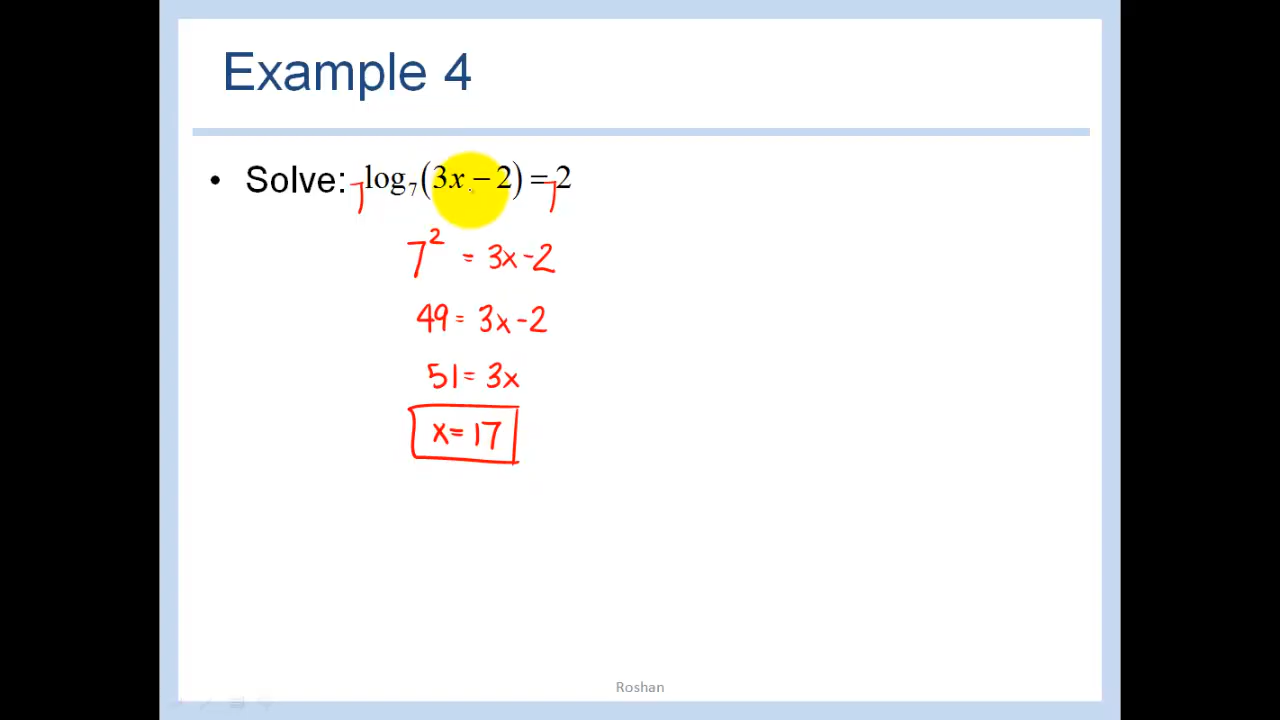 Example 4
• Solve: 7 log₇(3x − 2) = 7 2
7² = 3x - 2
49 = 3x - 2
51 = 3x
x = 17
Roshan